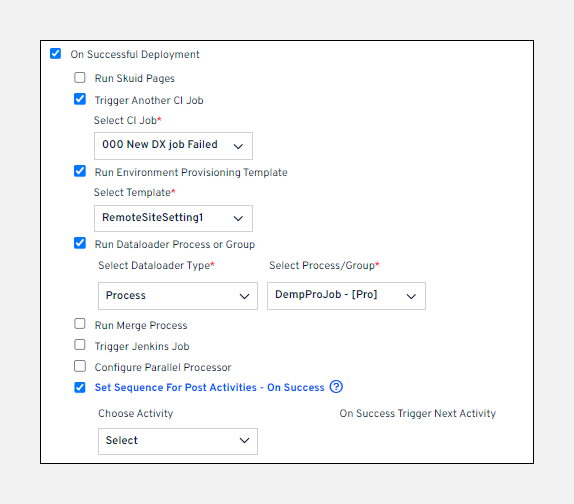 On Successful Deployment
Run Skuid Pages
Trigger Another CI Job
Select CI Job*
000 New DX job Failed
Run Environment Provisioning Template
Select Template*
RemoteSiteSetting1
Run Dataloader Process or Group
Select Dataloader Type* Select Process/Group*
Process DempProJob - [Pro]
Run Merge Process
Trigger Jenkins Job
Configure Parallel Processor
Set Sequence For Post Activities - On Success ?
Choose Activity On Success Trigger Next Activity
Select